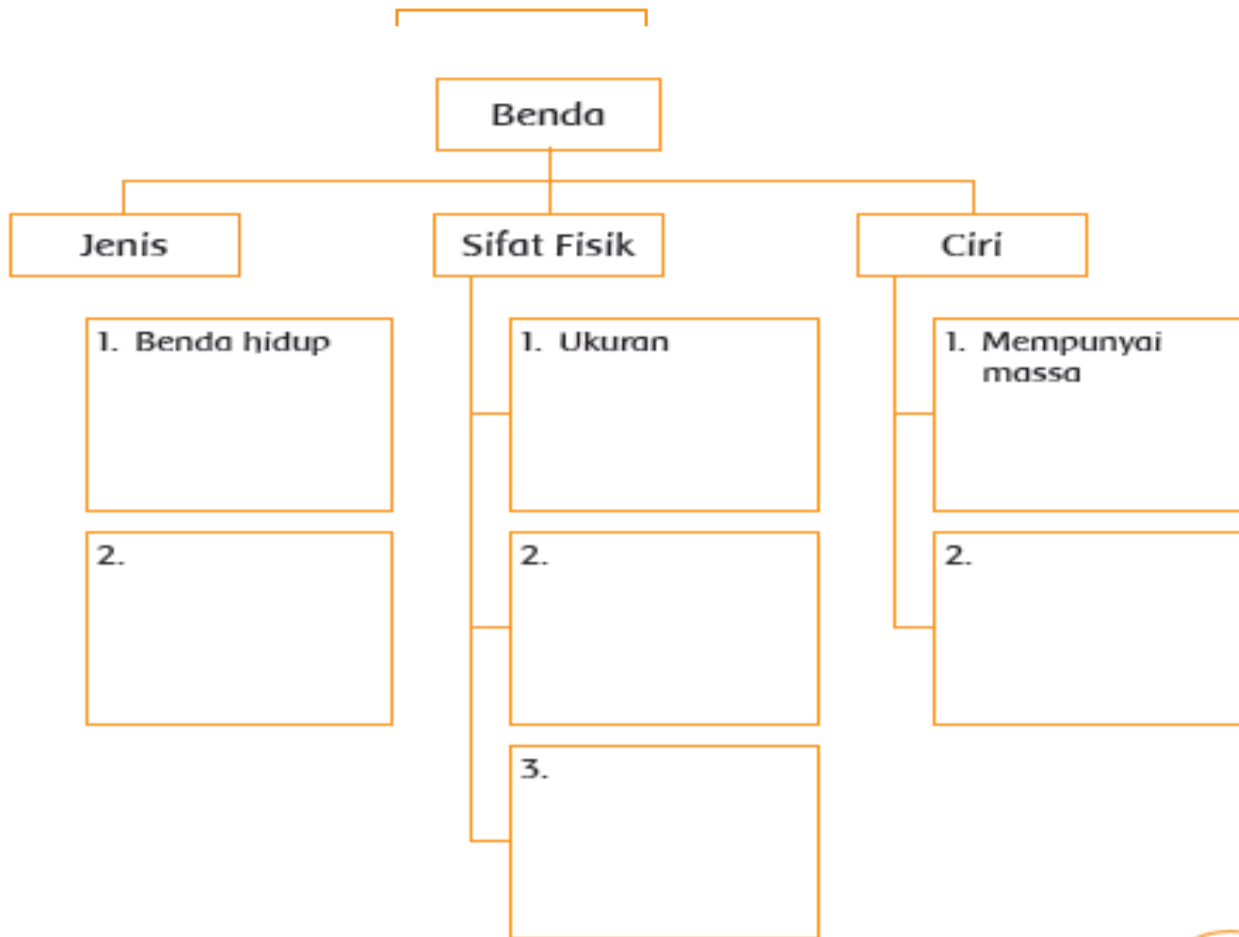 Benda
Jenis
Sifat Fisik
Ciri
1. Benda hidup
2.
1. Ukuran
2.
3.
1. Mempunyai
massa
2.